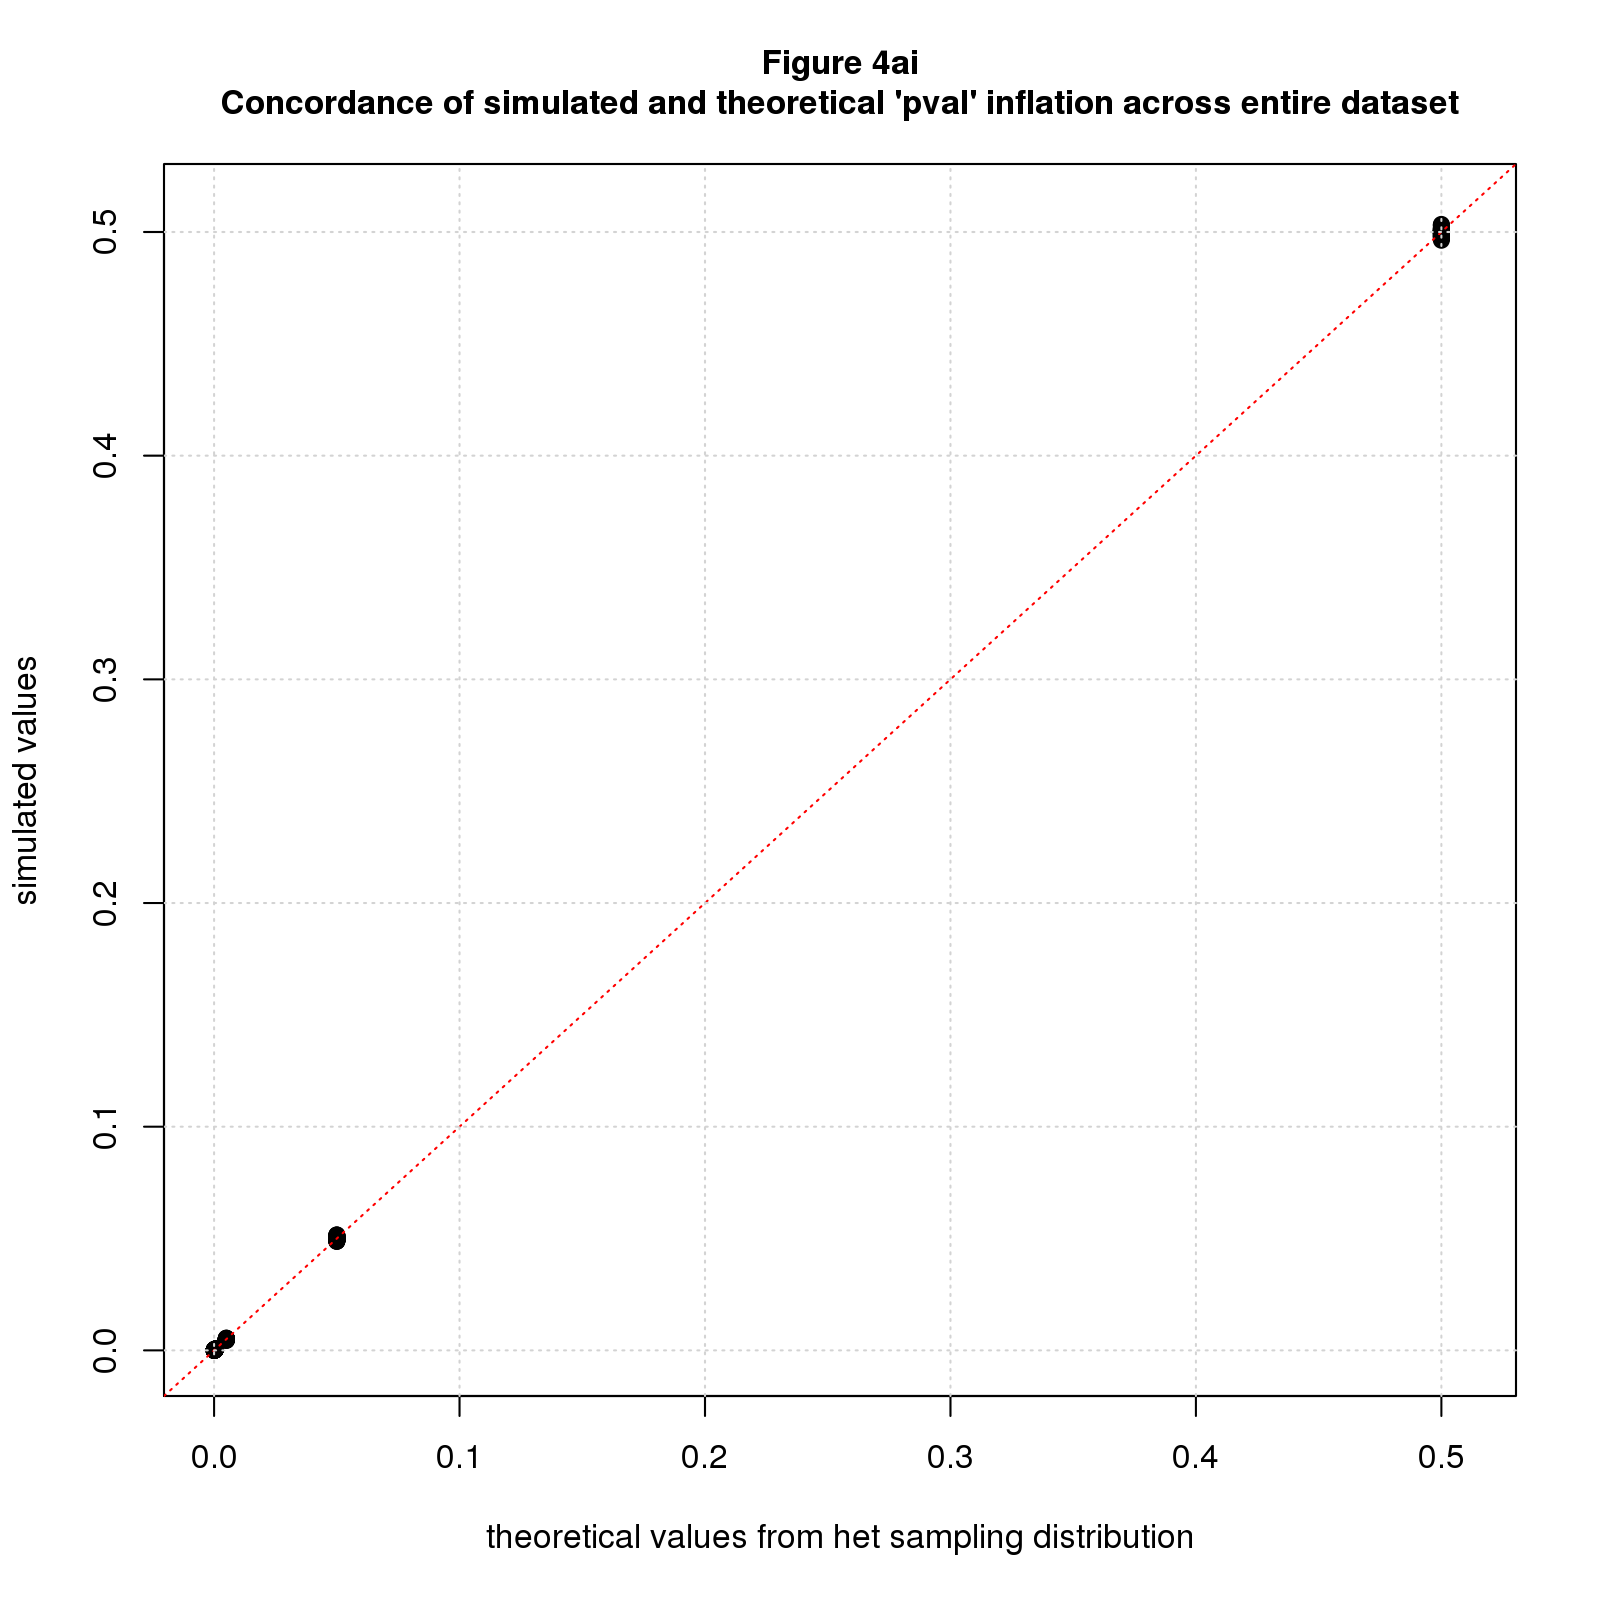 Figure 4ai
Concordance of simulated and theoretical 'pval' inflation across entire dataset
simulated values
0.5
0.4
0.3
0.2
0.1
0.0
0.0 0.1 0.2 0.3 0.4 0.5
theoretical values from het sampling distribution